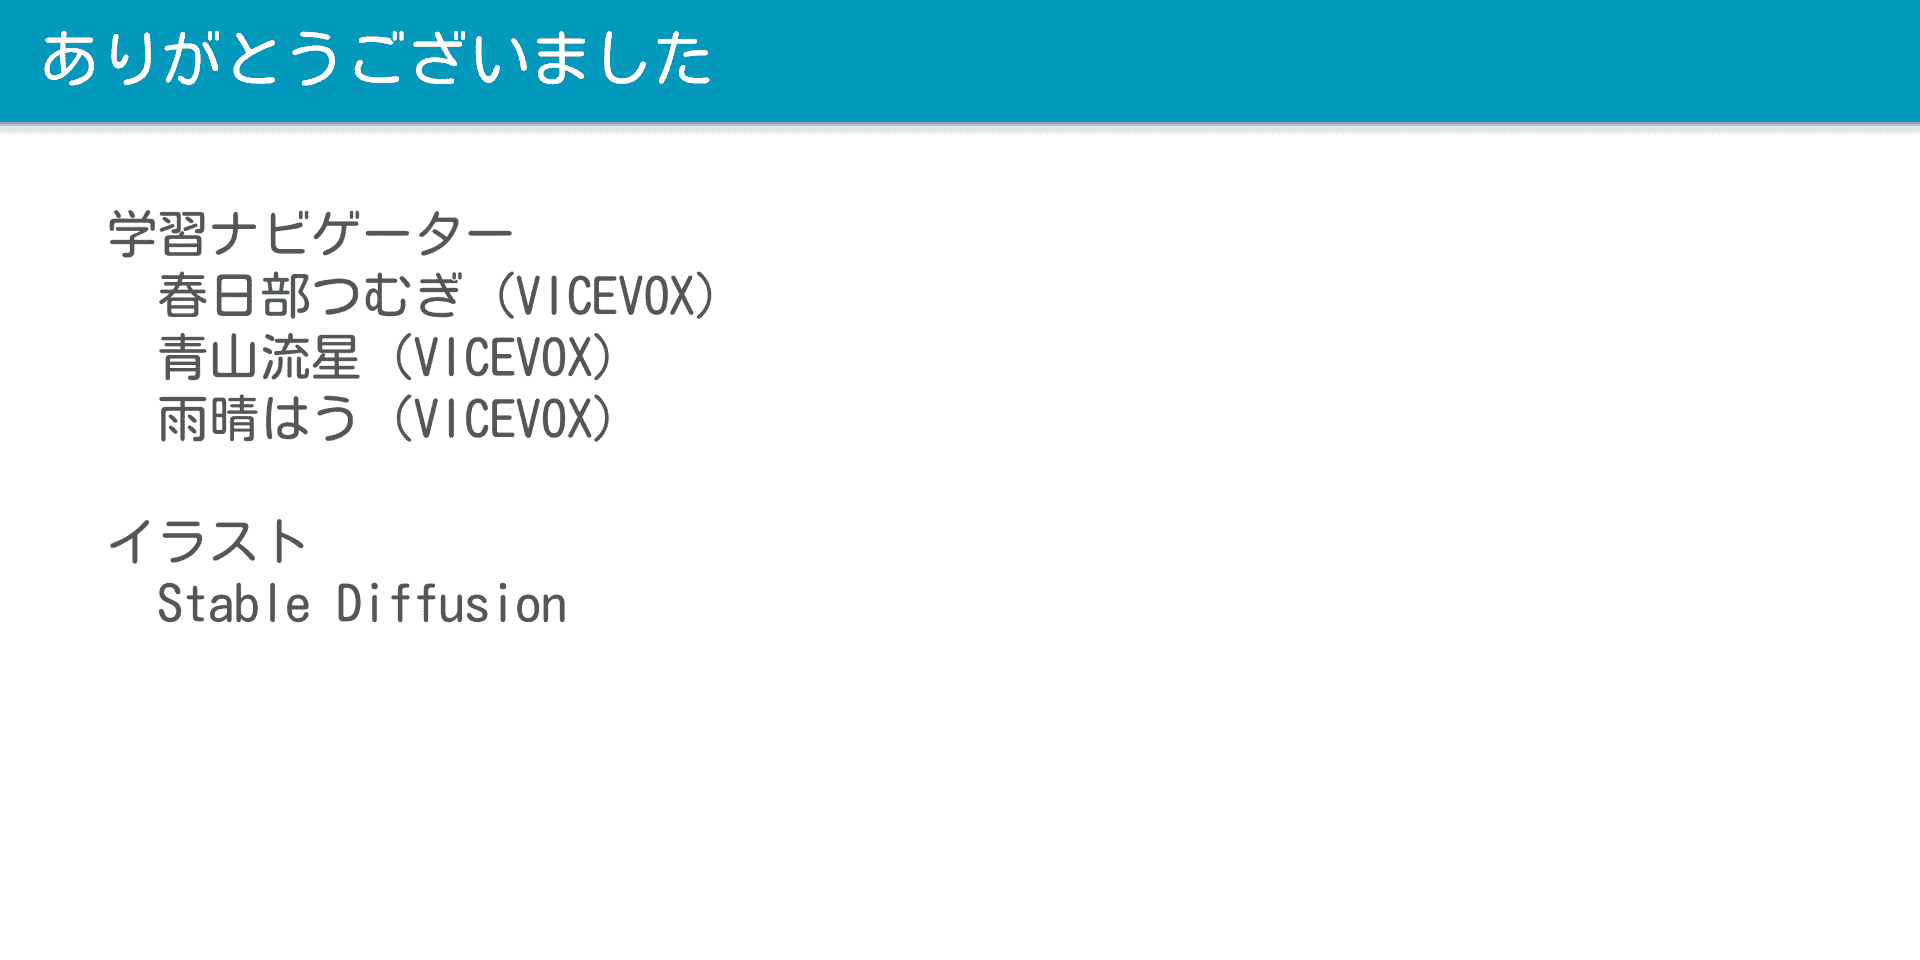 ありがとうございました
学習ナビゲーター
春日部つむぎ (VICEVOX)
青山流星 (VICEVOX)
雨晴はう (VICEVOX)
イラスト
Stable Diffusion